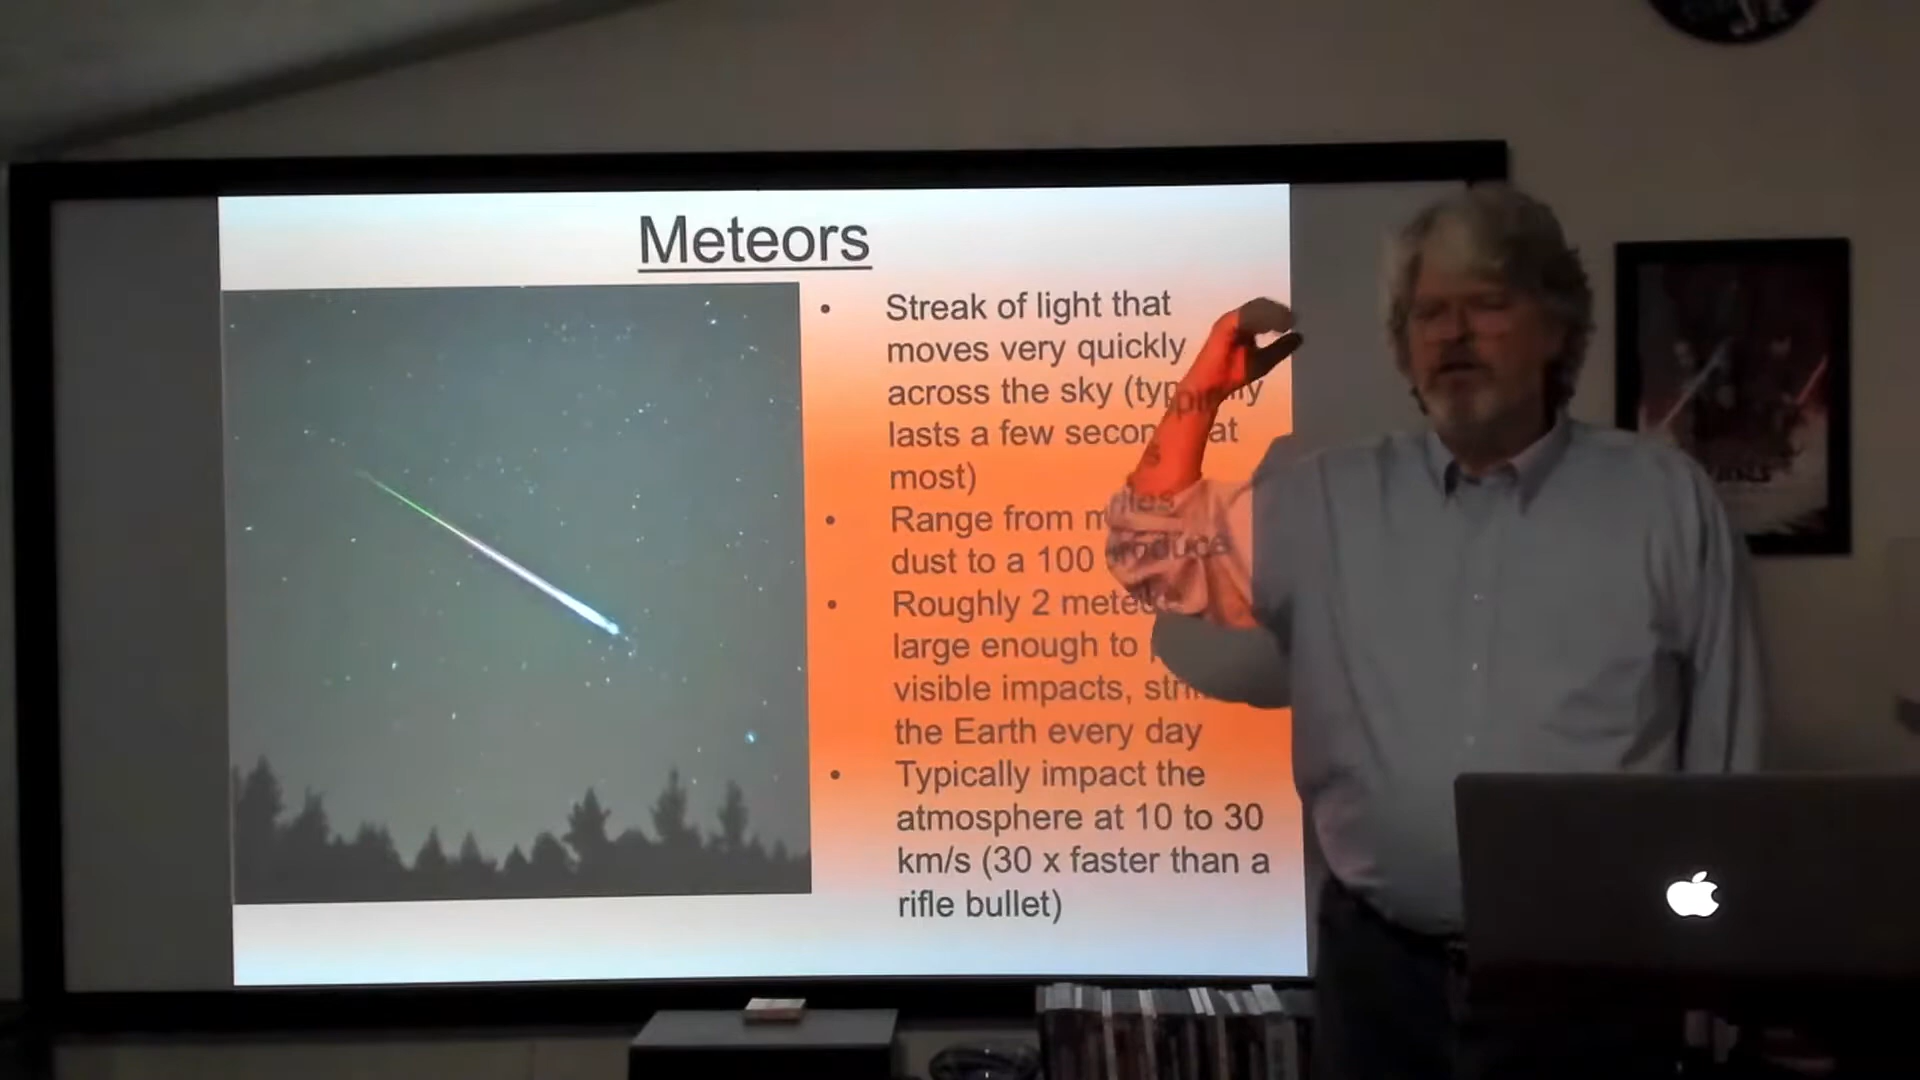 Meteors
• Streak of light that
moves very quickly
across the sky (typically
lasts a few seconds at
most)
• Range from
dust to a 100
• Roughly 2
large enough to
visible impacts,
the Earth every day
• Typically impact the
atmosphere at 10 to 30
km/s (30 x faster than a
rifle bullet)